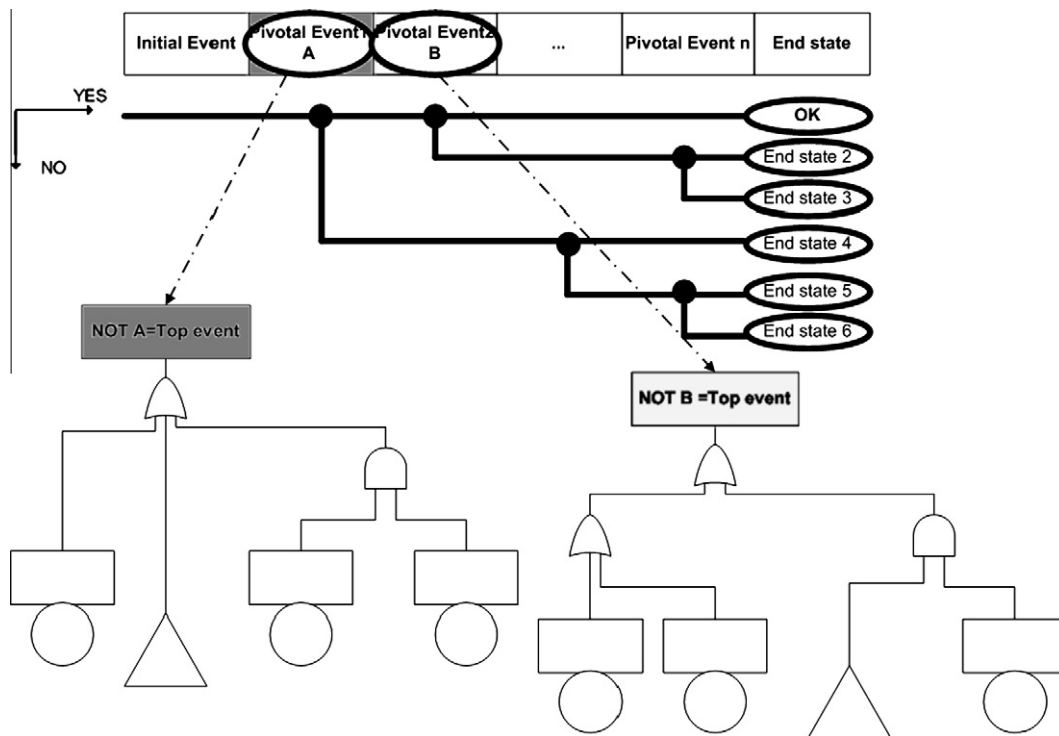 Initial Event
Pivotal Event1
A
Pivotal Event2
B
...
Pivotal Event n
End state
YES
NO
OK
End state 2
End state 3
End state 4
End state 5
End state 6
NOT A=Top event
NOT B =Top event